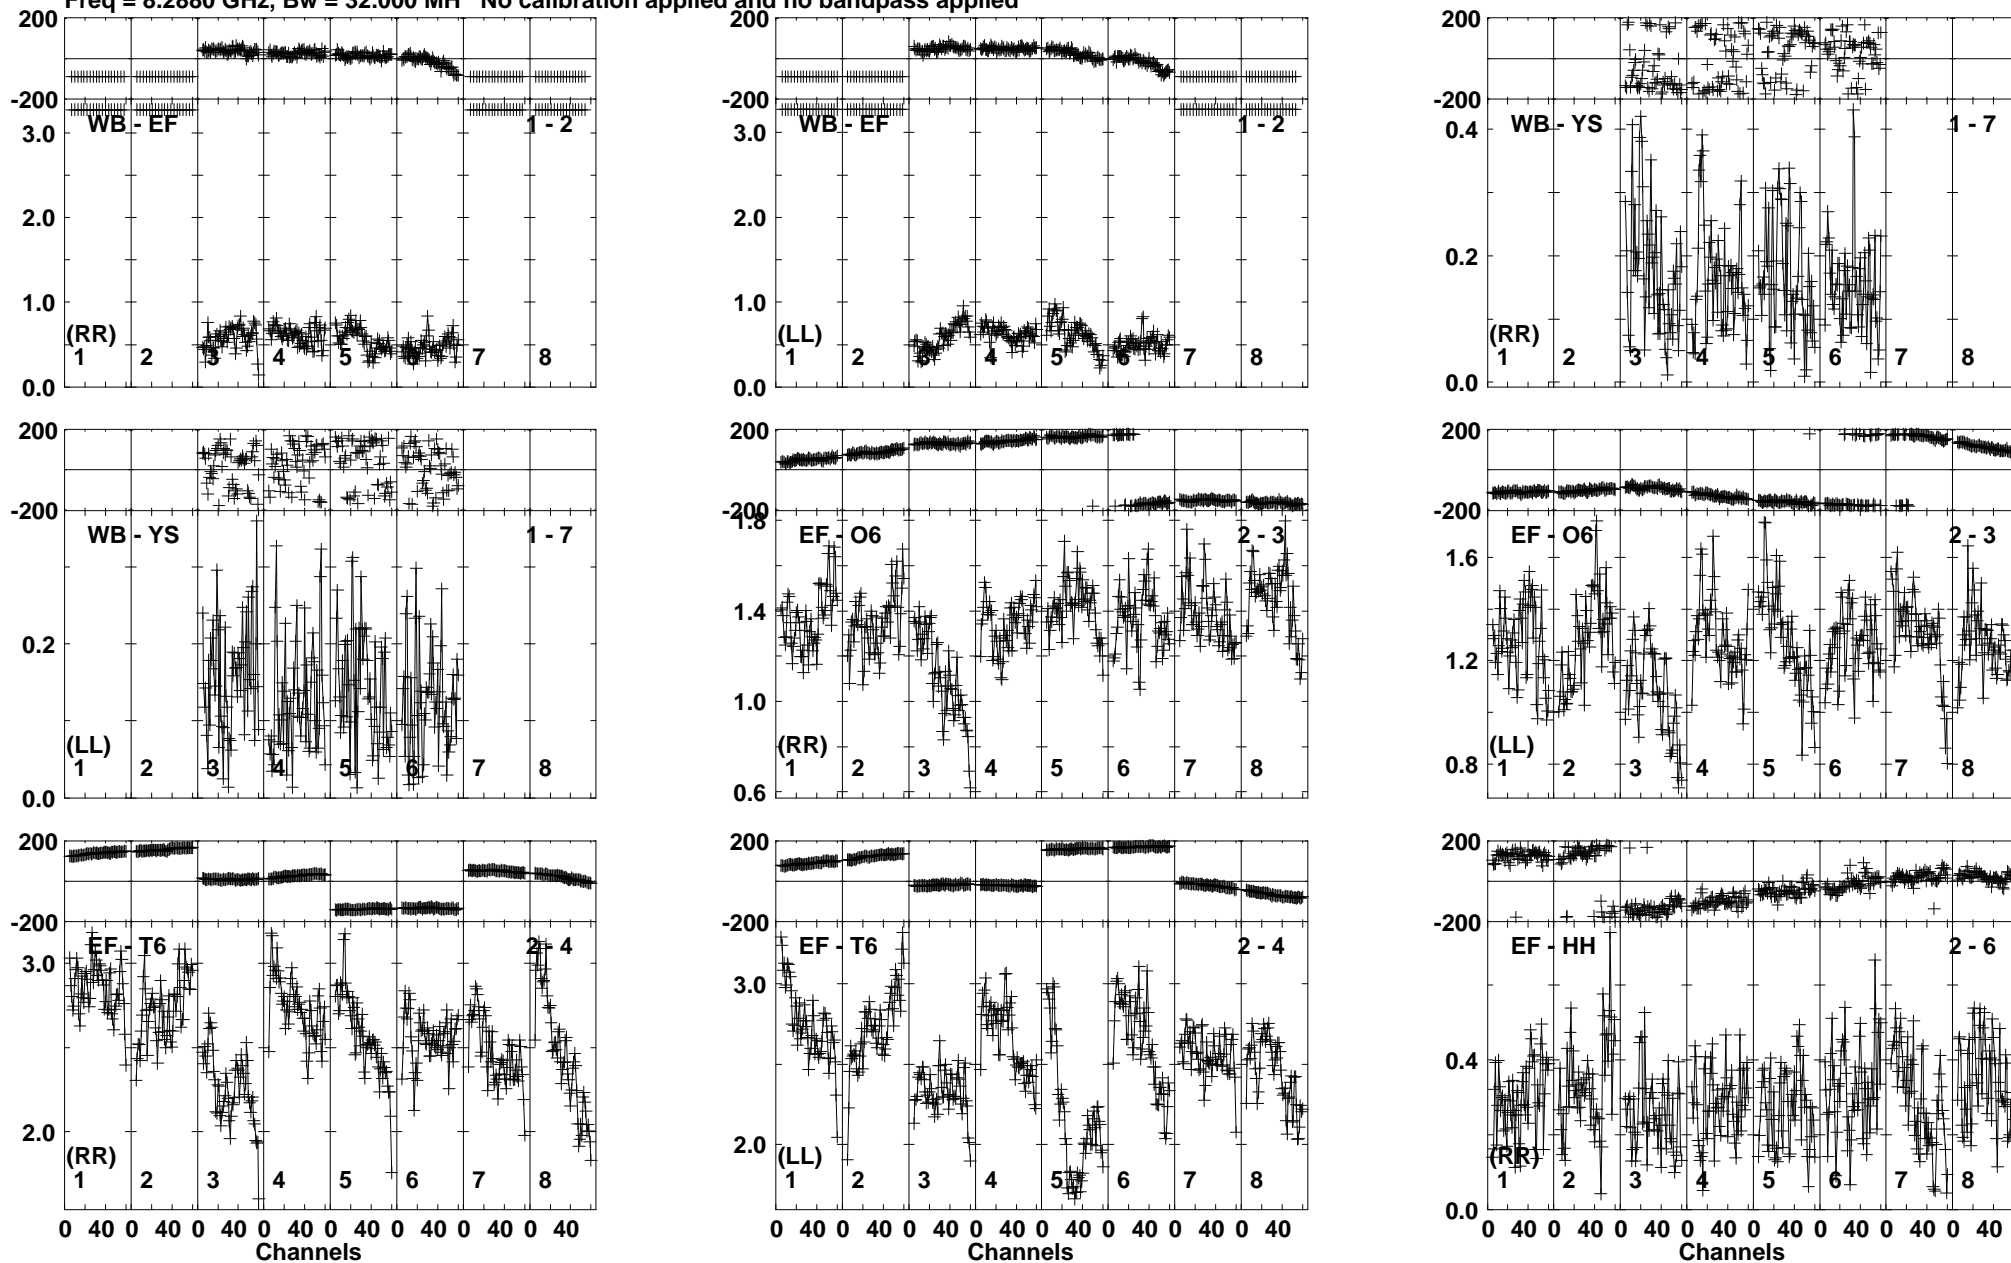 Freq = 8.2880 GHz, Bw = 32.000 MH No calibration applied and no bandpass applied
200
-200
WB - EF 1 - 2
3.0
2.0
1.0
(RR)
1 2 3 4 5 6 7 8
0.0
200
-200
WB - EF 1 - 2
3.0
2.0
1.0
(LL)
1 2 3 4 5 6 7 8
0.0
200
-200
WB - YS 1 - 7
0.4
0.2
(RR)
1 2 3 4 5 6 7 8
0.0
200
-200
WB - YS 1 - 7
0.2
(LL)
1 2 3 4 5 6 7 8
0.0
200
-200
1.8
EF - O6 2 - 3
1.4
1.0
(RR)
1 2 3 4 5 6 7 8
0.6
200
-200
EF - O6 2 - 3
1.6
1.2
(LL)
0.8
1 2 3 4 5 6 7 8
200
-200
EF - T6 2 - 4
3.0
2.0
(RR)
1 2 3 4 5 6 7 8
0 40 0 40 0 40 0 40 0 40 0 40 0 40 0 40
Channels
200
-200
EF - T6 2 - 4
3.0
2.0
(LL)
1 2 3 4 5 6 7 8
0 40 0 40 0 40 0 40 0 40 0 40 0 40 0 40
Channels
200
-200
EF - HH 2 - 6
0.4
(RR)
1 2 3 4 5 6 7 8
0.0
0 40 0 40 0 40 0 40 0 40 0 40 0 40 0 40
Channels